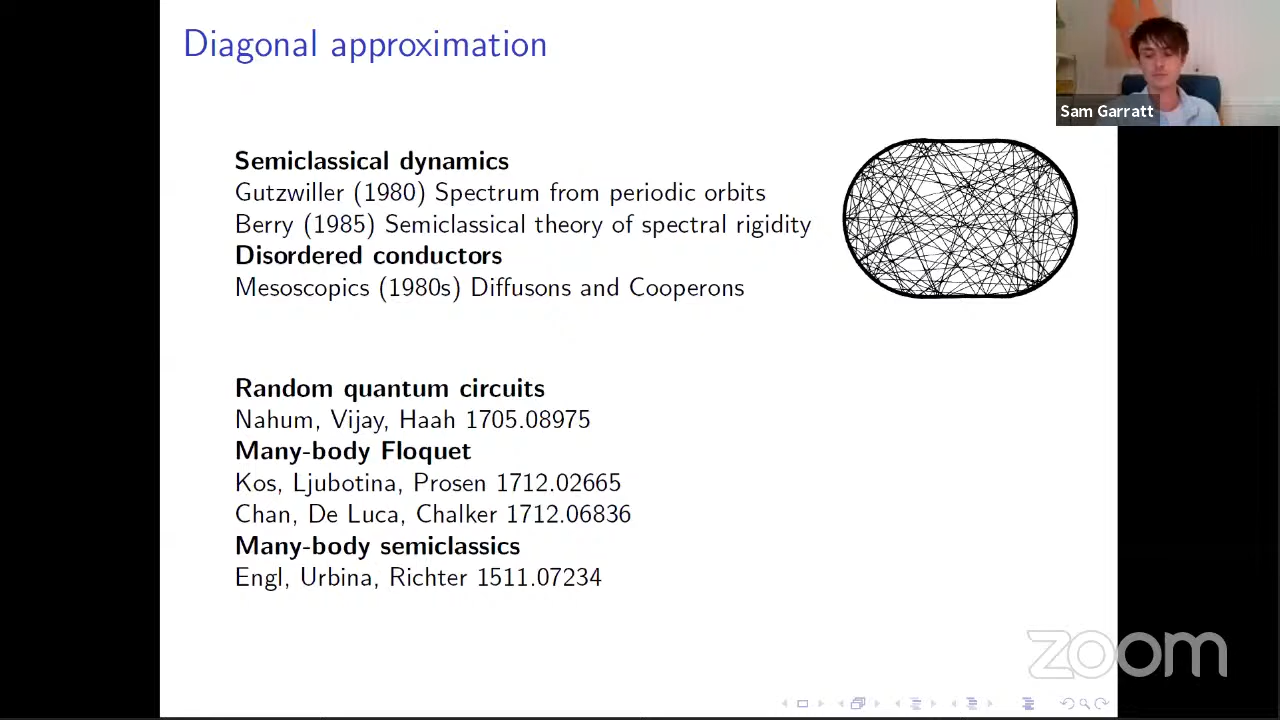 Diagonal approximation
Sam Garratt
Semiclassical dynamics
Gutzwiller (1980) Spectrum from periodic orbits
Berry (1985) Semiclassical theory of spectral rigidity
Disordered conductors
Mesoscopics (1980s) Diffusons and Cooperons
Random quantum circuits
Nahum, Vijay, Haah 1705.08975
Many-body Floquet
Kos, Ljubotina, Prosen 1712.02665
Chan, De Luca, Chalker 1712.06836
Many-body semiclassics
Engl, Urbina, Richter 1511.07234
zoom